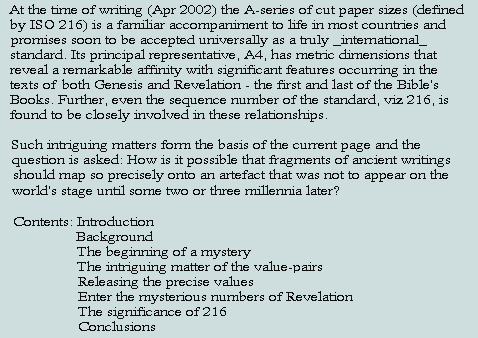 At the time of writing (Apr 2002) the A-series of cut paper sizes (defined
by ISO 216) is a familiar accompaniment to life in most countries and
promises soon to be accepted universally as a truly _international_
standard. Its principal representative, A4, has metric dimensions that
reveal a remarkable affinity with significant features occurring in the
texts of both Genesis and Revelation - the first and last of the Bible's
Books. Further, even the sequence number of the standard, viz 216, is
found to be closely involved in these relationships.
Such intriguing matters form the basis of the current page and the
question is asked: How is it possible that fragments of ancient writings
should map so precisely onto an artefact that was not to appear on the
world's stage until some two or three millennia later?
Contents: Introduction
Background
The beginning of a mystery
The intriguing matter of the value-pairs
Releasing the precise values
Enter the mysterious numbers of Revelation
The significance of 216
Conclusions